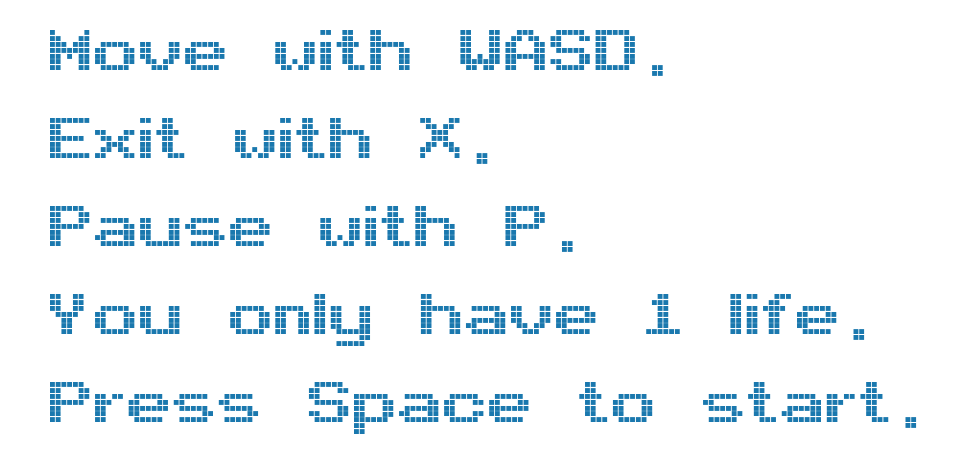 Move with WASD.
Exit with X.
Pause with P.
You only have 1 life.
Press Space to start.